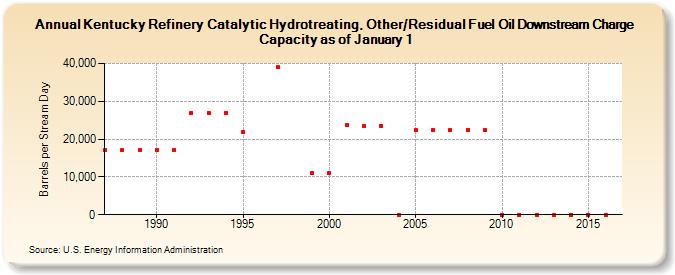 Annual Kentucky Refinery Catalytic Hydrotreating, Other/Residual Fuel Oil Downstream Charge
Capacity as of January 1
Barrels per Stream Day
40,000
30,000
20,000
10,000
0
1990 1995 2000 2005 2010 2015
Source: U.S. Energy Information Administration